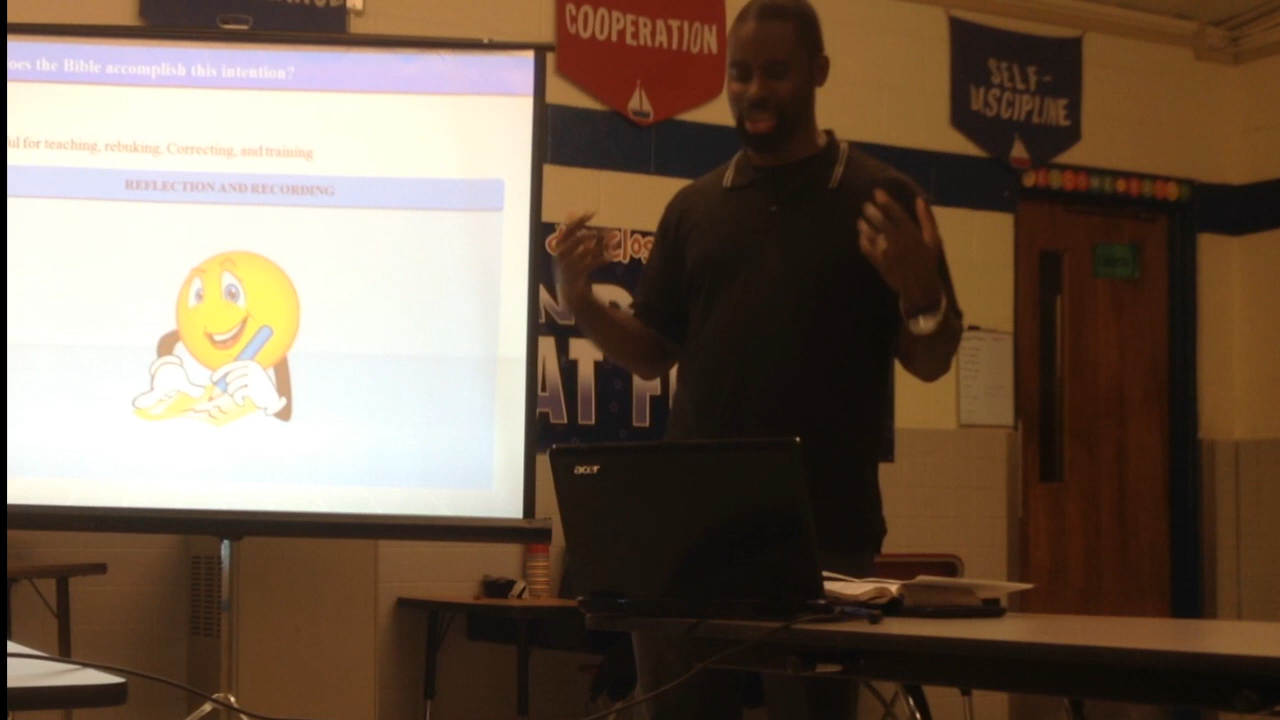 COOPERATION
SELF-
DISCIPLINE
oes the Bible accomplish this intention?
ul for teaching, rebuking, Correcting, and training
REFLECTION AND RECORDING
AT F
acer